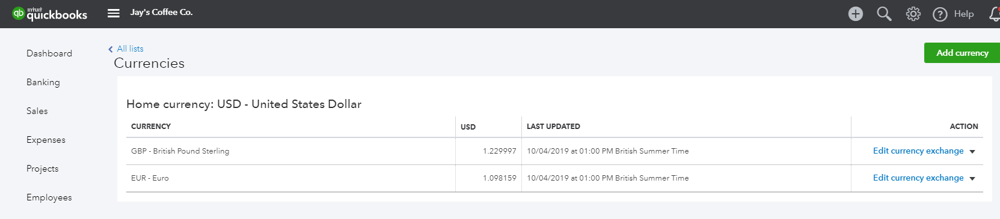 intuit
quickbooks
Jay's Coffee Co.
Help
Dashboard
Banking
Sales
Expenses
Projects
Employees
All lists
Currencies
Add currency
Home currency: USD - United States Dollar
CURRENCY USD LAST UPDATED ACTION
GBP - British Pound Sterling 1.229997 10/04/2019 at 01:00 PM British Summer Time Edit currency exchange
EUR - Euro 1.098159 10/04/2019 at 01:00 PM British Summer Time Edit currency exchange